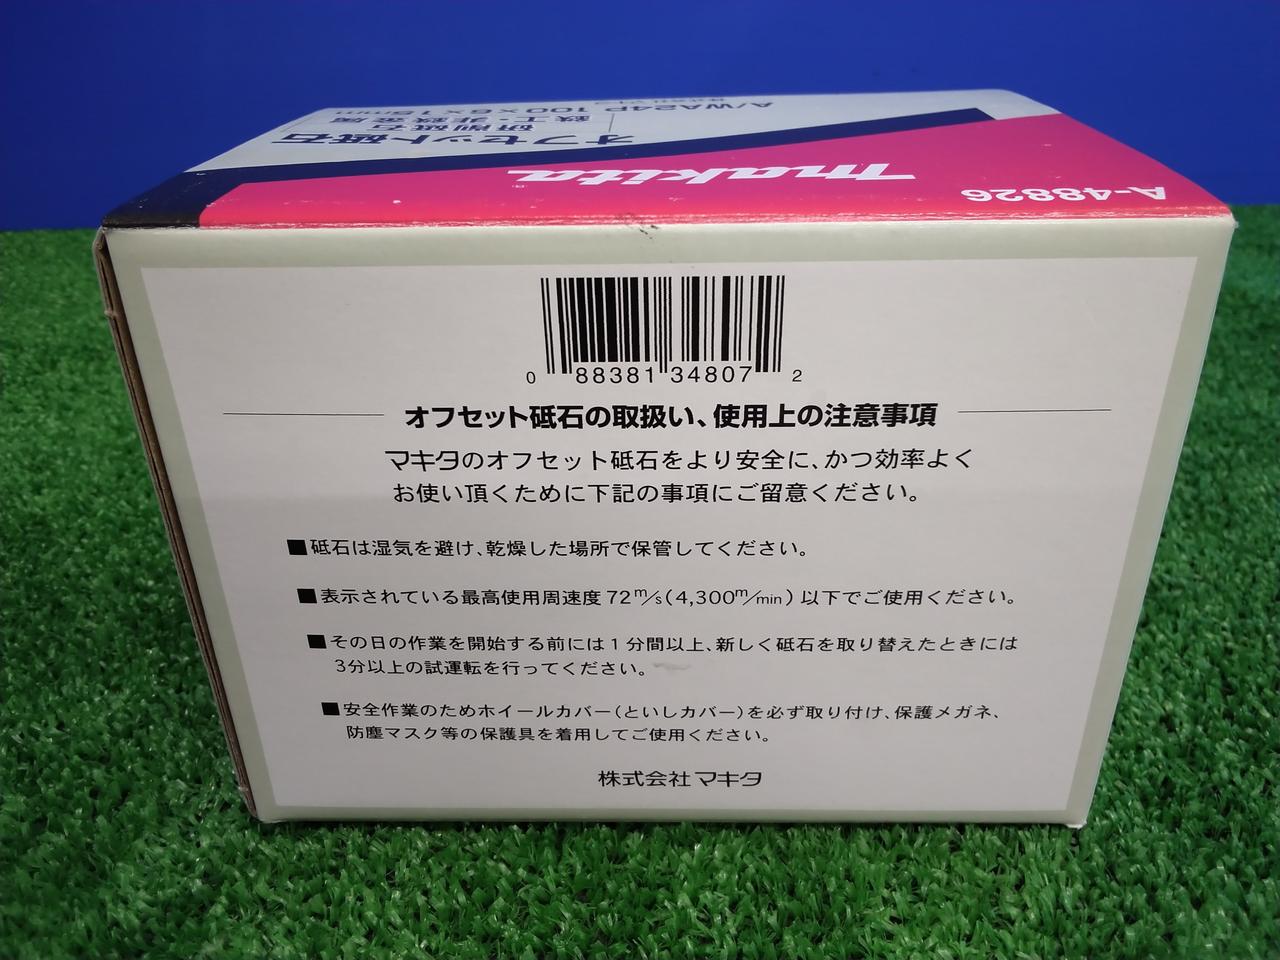 A-48826
makita
オフセット砥石
研削砥石
鉄工・非鉄金属
A/WA24P 100×6×15mm
0 88381 34807 2
オフセット砥石の取扱い、使用上の注意事項
マキタのオフセット砥石をより安全に、かつ効率よく
お使い頂くために下記の事項にご留意ください。
■砥石は湿気を避け、乾燥した場所で保管してください。
■表示されている最高使用周速度72m/s(4,300m/min)以下でご使用ください。
■その日の作業を開始する前には1分間以上、新しく砥石を取り替えたときには
3分以上の試運転を行ってください。
■安全作業のためホイールカバー(といしカバー)を必ず取り付け、保護メガネ、
防塵マスク等の保護具を着用してご使用ください。
株式会社マキタ